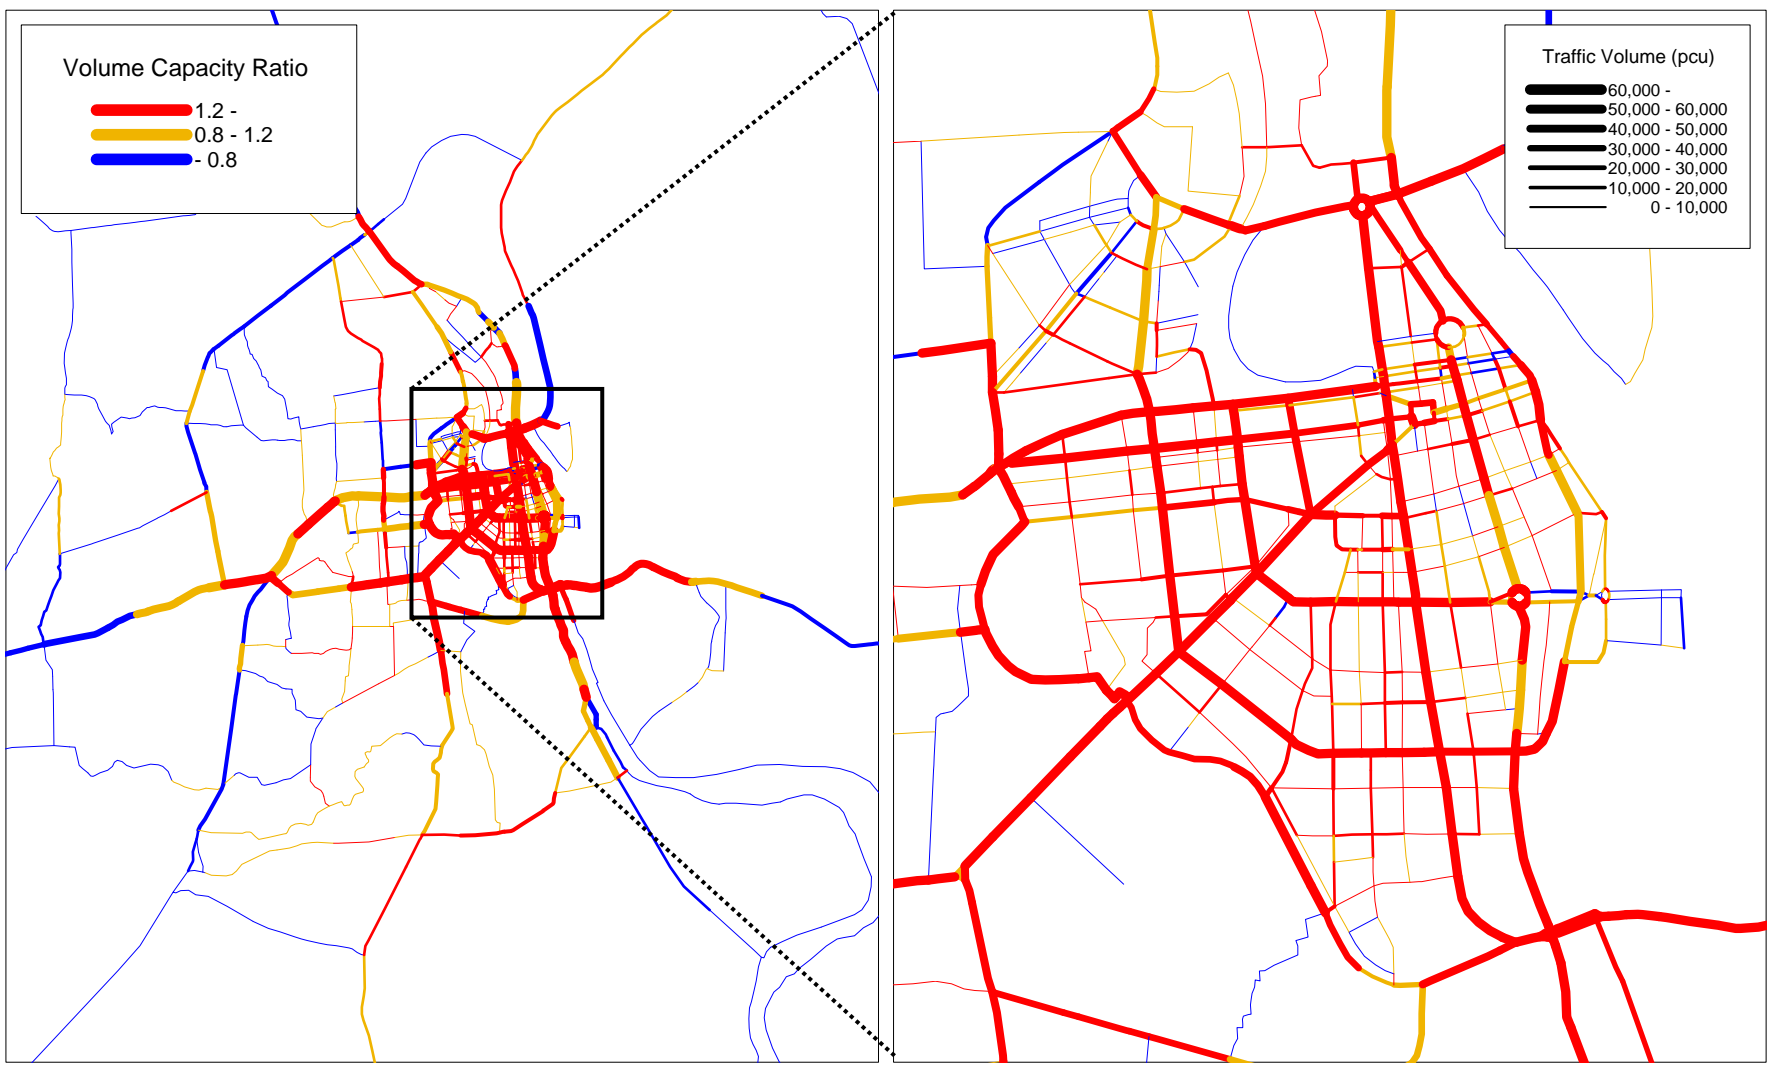 Volume Capacity Ratio
1.2 -
0.8 - 1.2
- 0.8
Traffic Volume (pcu)
60,000 -
50,000 - 60,000
40,000 - 50,000
30,000 - 40,000
20,000 - 30,000
10,000 - 20,000
0 - 10,000